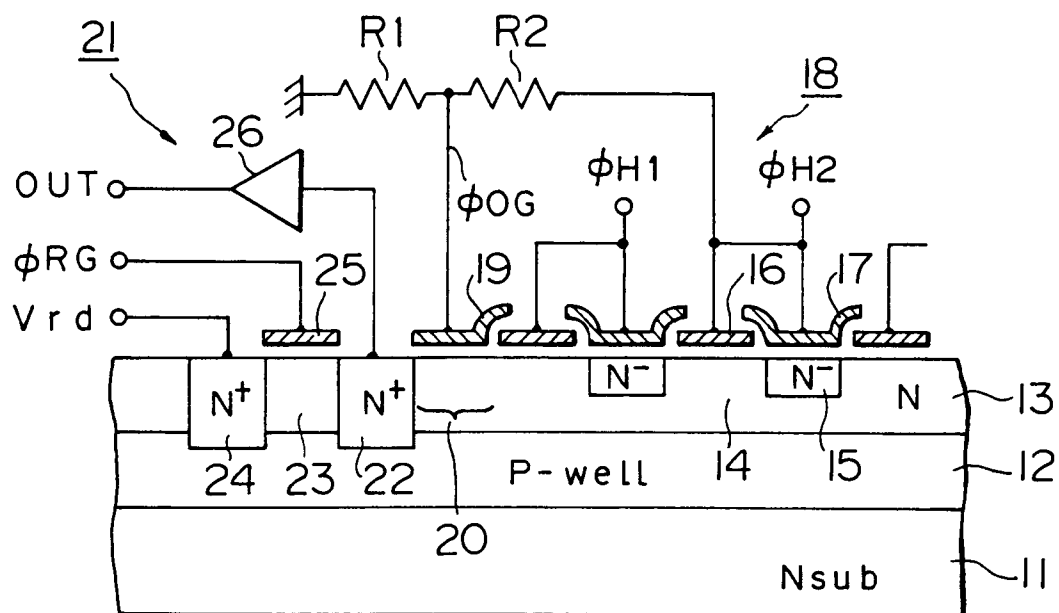 21
R1
R2
18
26
OUT
ϕOG
ϕH1
ϕH2
ϕRG
25
19
16
17
Vrd
N+
N+
N-
N-
N
13
24
23
22
20
P-well
14
15
12
Nsub
11